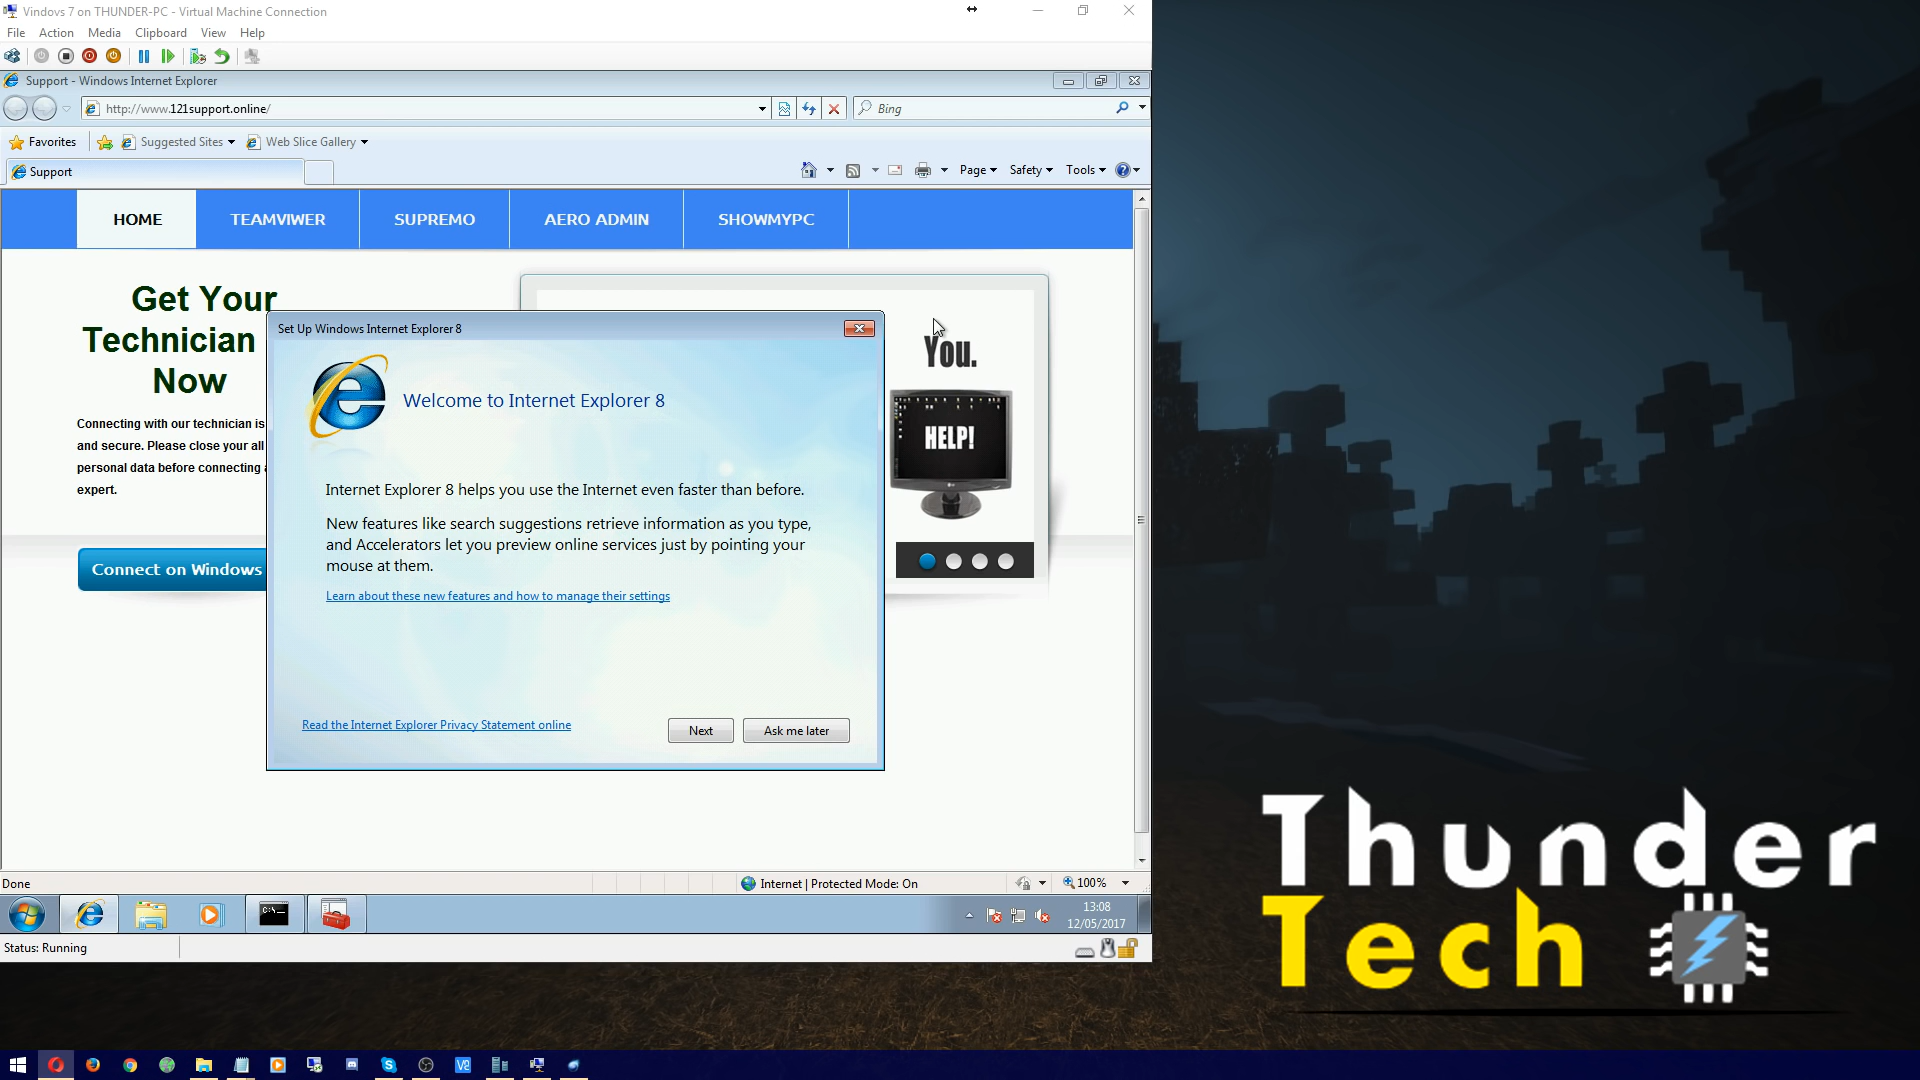 Vindovs 7 on THUNDER-PC - Virtual Machine Connection
File Action Media Clipboard View Help
Support - Windows Internet Explorer
http://www.121support.online/
Bing
Favorites Suggested Sites Web Slice Gallery
Support
Page Safety Tools
HOME TEAMVIWER SUPREMO AERO ADMIN SHOWMYPC
Get Your
Technician
Now
Connecting with our technician is
and secure. Please close your all
personal data before connecting
expert.
Connect on Windows
You.
HELP!
Set Up Windows Internet Explorer 8
Welcome to Internet Explorer 8
Internet Explorer 8 helps you use the Internet even faster than before.
New features like search suggestions retrieve information as you type,
and Accelerators let you preview online services just by pointing your
mouse at them.
Learn about these new features and how to manage their settings
Read the Internet Explorer Privacy Statement online
Next
Ask me later
Done
Internet | Protected Mode: On
100%
C:\_
13:08
12/05/2017
Status: Running
Thunder
Tech